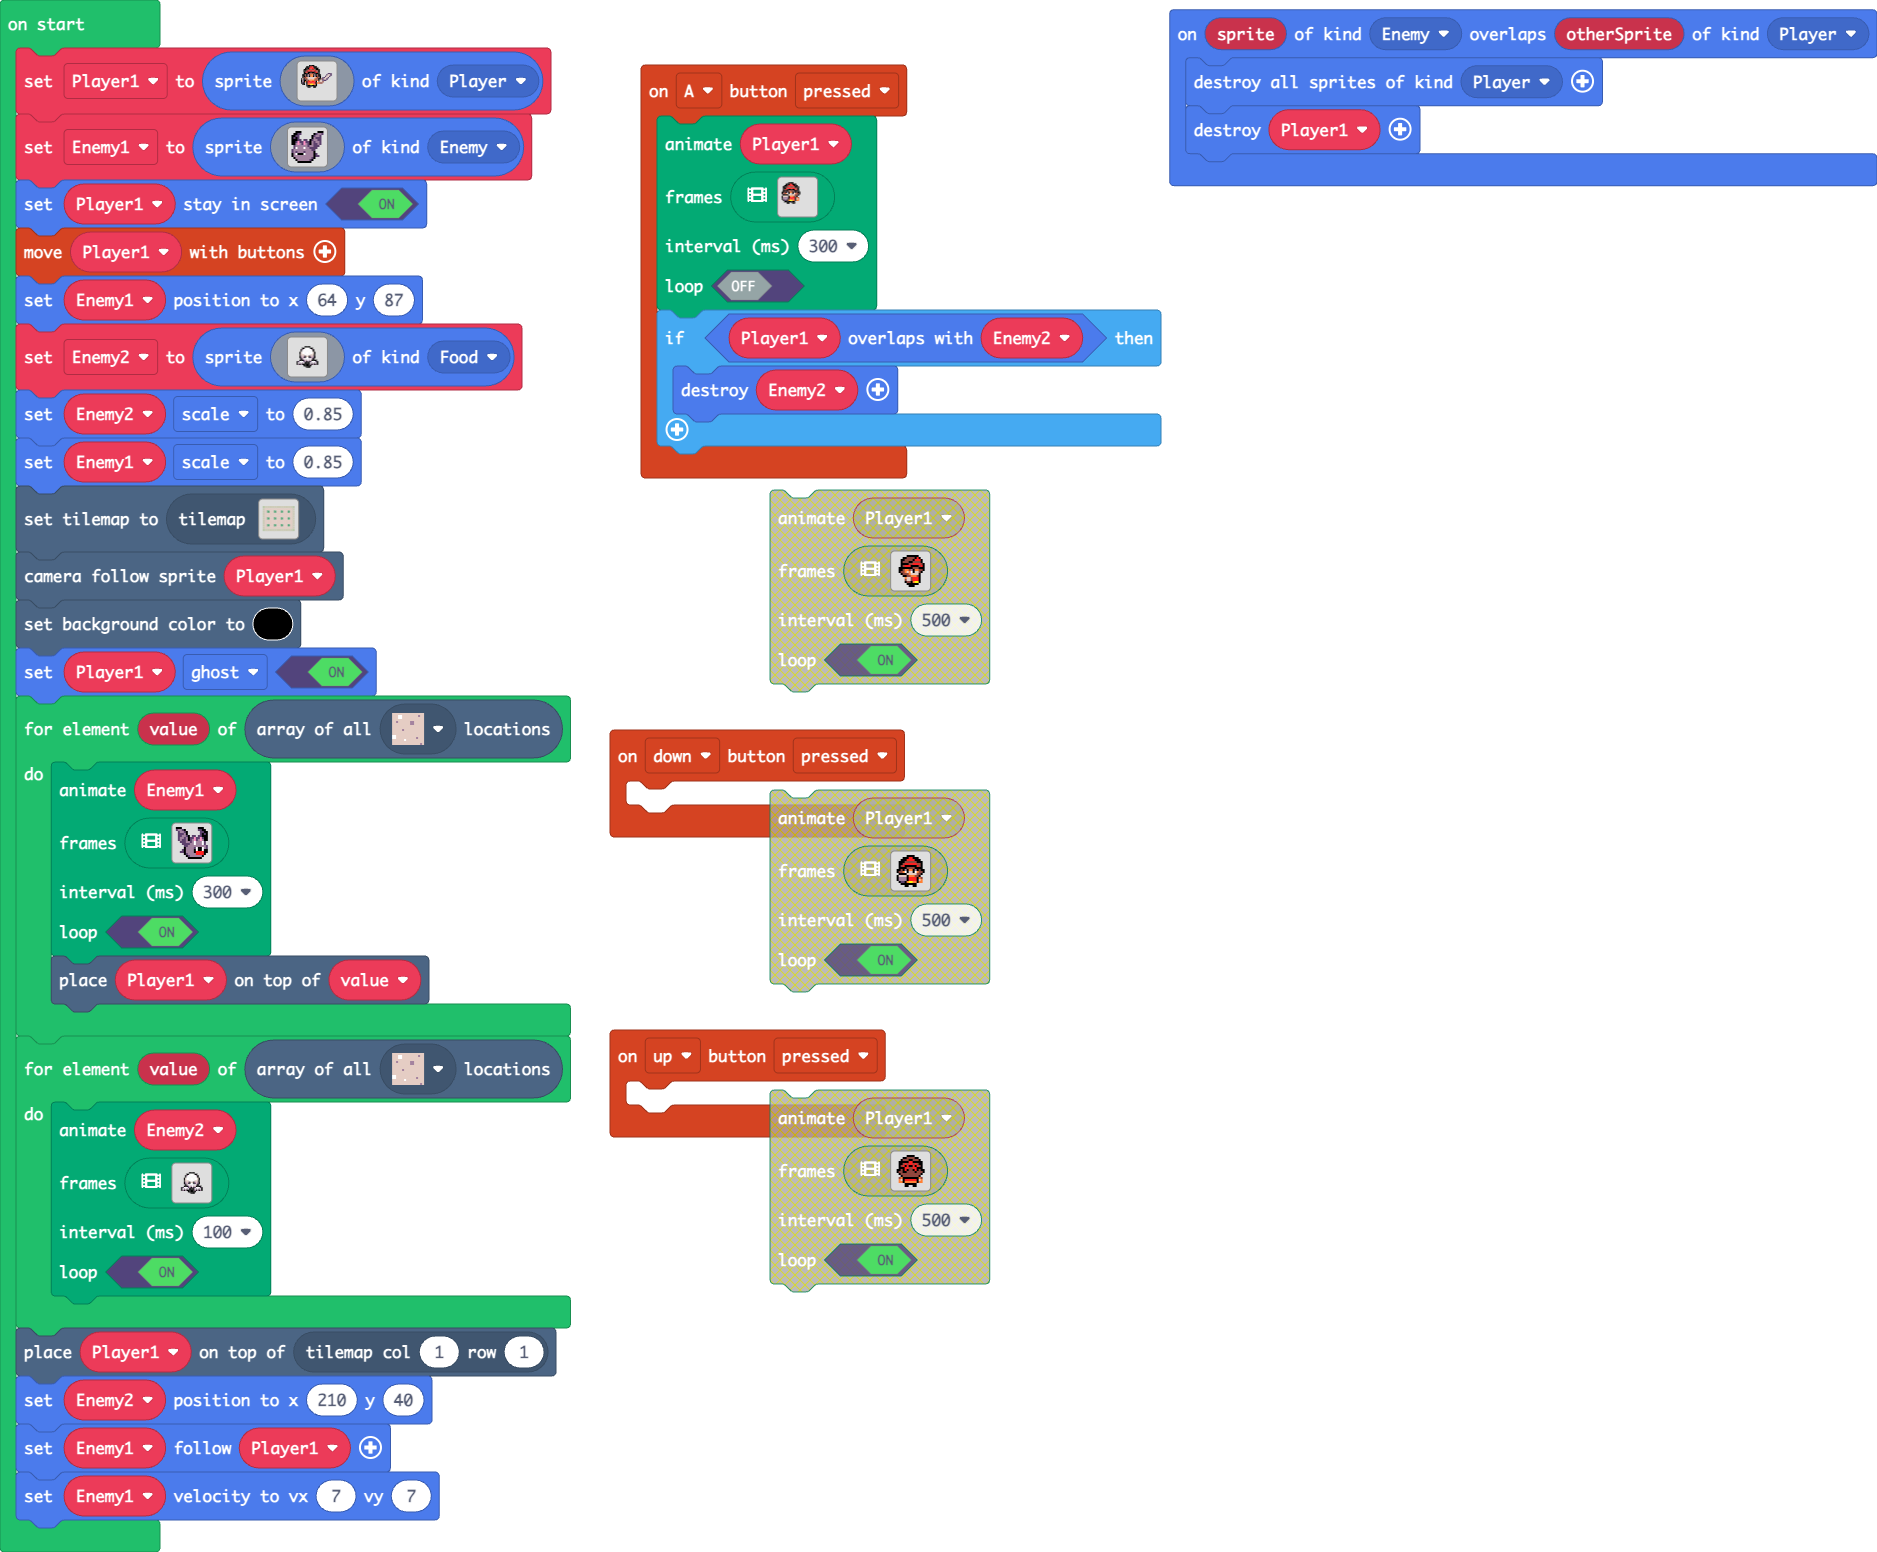 on start
set Player1 to sprite of kind Player
set Enemy1 to sprite of kind Enemy
set Player1 stay in screen ON
move Player1 with buttons
set Enemy1 position to x 64 y 87
set Enemy2 to sprite of kind Food
set Enemy2 scale to 0.85
set Enemy1 scale to 0.85
set tilemap to tilemap
camera follow sprite Player1
set background color to
set Player1 ghost ON
for element value of array of all locations
do
animate Enemy1
frames
interval (ms) 300
loop ON
place Player1 on top of value
for element value of array of all locations
do
animate Enemy2
frames
interval (ms) 100
loop ON
place Player1 on top of tilemap col 1 row 1
set Enemy2 position to x 210 y 40
set Enemy1 follow Player1
set Enemy1 velocity to vx 7 vy 7
on A button pressed
animate Player1
frames
interval (ms) 300
loop OFF
if Player1 overlaps with Enemy2 then
destroy Enemy2
animate Player1
frames
interval (ms) 500
loop ON
on down button pressed
animate Player1
frames
interval (ms) 500
loop ON
on up button pressed
animate Player1
frames
interval (ms) 500
loop ON
on sprite of kind Enemy overlaps otherSprite of kind Player
destroy all sprites of kind Player
destroy Player1